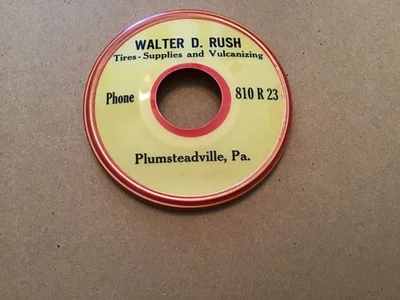 WALTER D. RUSH
Tires - Supplies and Vulcanizing
Phone 810 R 23
Plumsteadville, Pa.